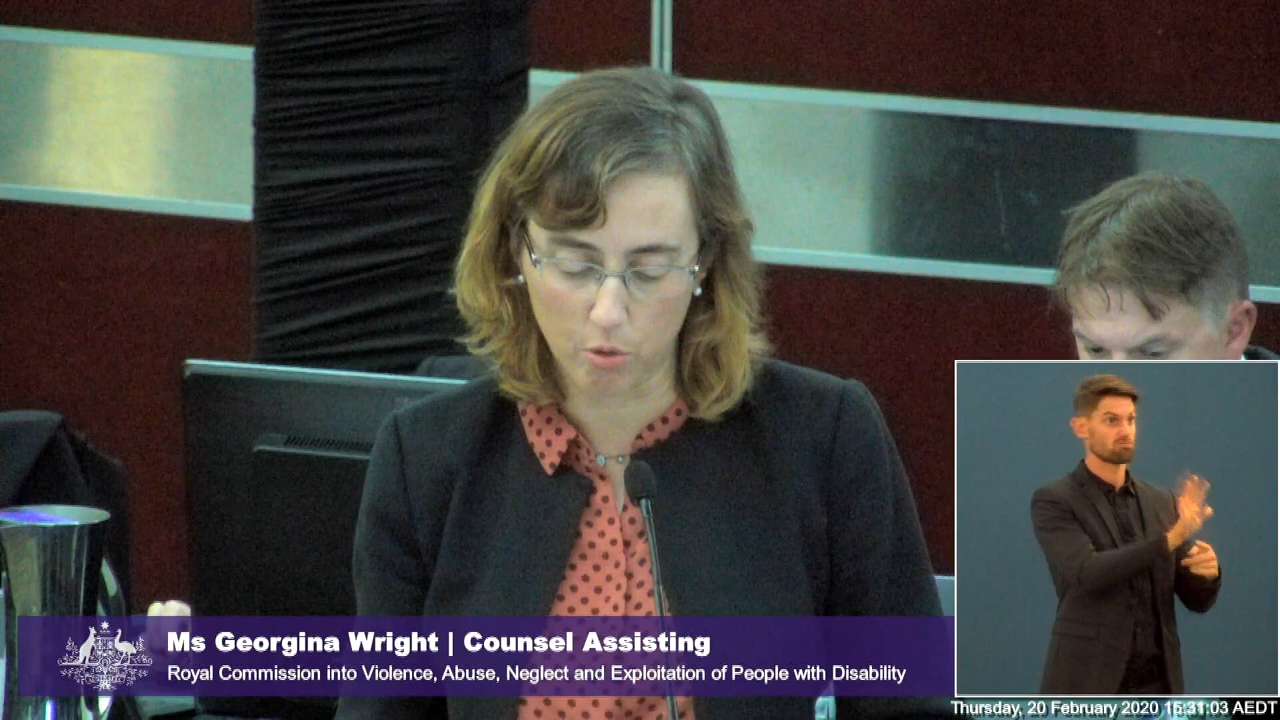 Ms Georgina Wright | Counsel Assisting
Royal Commission into Violence, Abuse, Neglect and Exploitation of People with Disability
Thursday, 20 February 2020 15:31:03 AEDT